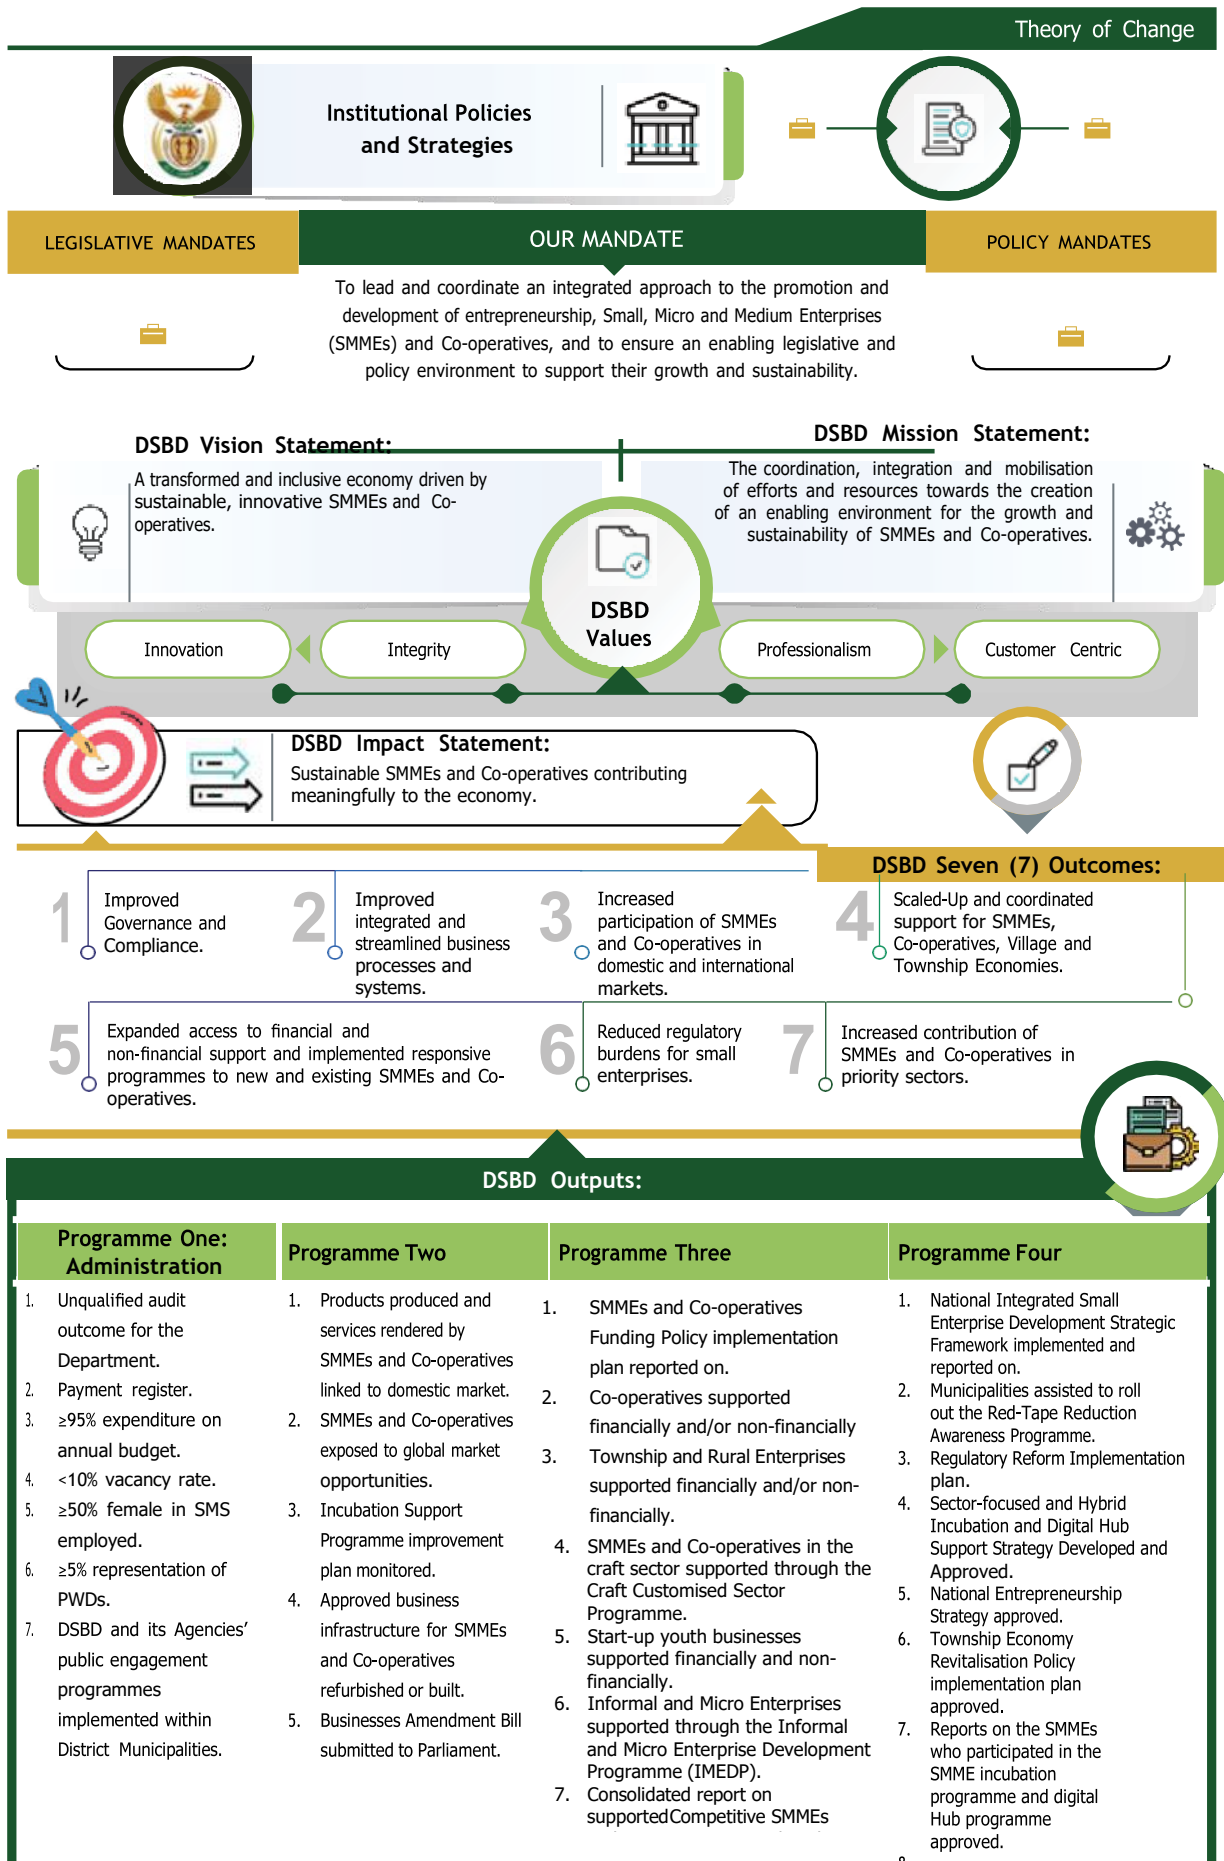 Theory of Change
Institutional Policies
and Strategies
LEGISLATIVE MANDATES
OUR MANDATE
POLICY MANDATES
To lead and coordinate an integrated approach to the promotion and
development of entrepreneurship, Small, Micro and Medium Enterprises
(SMMEs) and Co-operatives, and to ensure an enabling legislative and
policy environment to support their growth and sustainability.
DSBD Vision Statement:
A transformed and inclusive economy driven by
sustainable, innovative SMMEs and Co-
operatives.
DSBD Mission Statement:
The coordination, integration and mobilisation
of efforts and resources towards the creation
of an enabling environment for the growth and
sustainability of SMMEs and Co-operatives.
DSBD
Values
Innovation
Integrity
Professionalism
Customer Centric
DSBD Impact Statement:
Sustainable SMMEs and Co-operatives contributing
meaningfully to the economy.
DSBD Seven (7) Outcomes:
1
Improved
Governance and
Compliance.
2
Improved
integrated and
streamlined business
processes and
systems.
3
Increased
participation of SMMEs
and Co-operatives in
domestic and international
markets.
4
Scaled-Up and coordinated
support for SMMEs,
Co-operatives, Village and
Township Economies.
5
Expanded access to financial and
non-financial support and implemented responsive
programmes to new and existing SMMEs and Co-
operatives.
6
Reduced regulatory
burdens for small
enterprises.
7
Increased contribution of
SMMEs and Co-operatives in
priority sectors.
DSBD Outputs:
Programme One:
Administration
1. Unqualified audit
outcome for the
Department.
2. Payment register.
3. ≥95% expenditure on
annual budget.
4. <10% vacancy rate.
5. ≥50% female in SMS
employed.
6. ≥5% representation of
PWDs.
7. DSBD and its Agencies’
public engagement
programmes
implemented within
District Municipalities.
Programme Two
1. Products produced and
services rendered by
SMMEs and Co-operatives
linked to domestic market.
2. SMMEs and Co-operatives
exposed to global market
opportunities.
3. Incubation Support
Programme improvement
plan monitored.
4. Approved business
infrastructure for SMMEs
and Co-operatives
refurbished or built.
5. Businesses Amendment Bill
submitted to Parliament.
Programme Three
1. SMMEs and Co-operatives
Funding Policy implementation
plan reported on.
2. Co-operatives supported
financially and/or non-financially
3. Township and Rural Enterprises
supported financially and/or non-
financially.
4. SMMEs and Co-operatives in the
craft sector supported through the
Craft Customised Sector
Programme.
5. Start-up youth businesses
supported financially and non-
financially.
6. Informal and Micro Enterprises
supported through the Informal
and Micro Enterprise Development
Programme (IMEDP).
7. Consolidated report on
supportedCompetitive SMMEs
Programme Four
1. National Integrated Small
Enterprise Development Strategic
Framework implemented and
reported on.
2. Municipalities assisted to roll
out the Red-Tape Reduction
Awareness Programme.
3. Regulatory Reform Implementation
plan.
4. Sector-focused and Hybrid
Incubation and Digital Hub
Support Strategy Developed and
Approved.
5. National Entrepreneurship
Strategy approved.
6. Township Economy
Revitalisation Policy
implementation plan
approved.
7. Reports on the SMMEs
who participated in the
SMME incubation
programme and digital
Hub programme
approved.